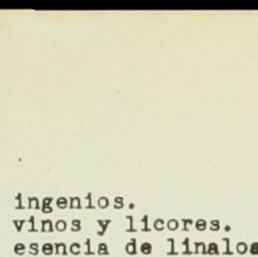 ingenios.
vinos y licores.
esencia de linaloe